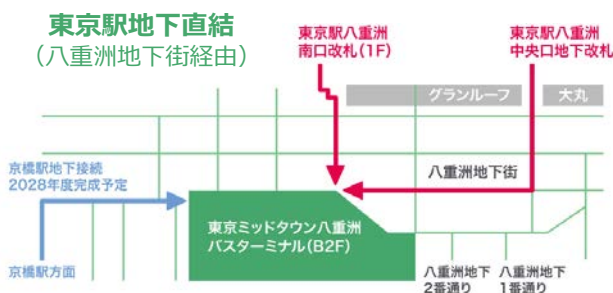 東京駅地下直結
（八重洲地下街経由）
東京駅八重洲
南口改札（1F）
東京駅八重洲
中央口地下改札
グランルーフ
大丸
京橋駅地下接続
2028年度完成予定
八重洲地下街
東京ミッドタウン八重洲
バスターミナル（B2F）
京橋駅方面
八重洲地下
2番通り
八重洲地下
1番通り